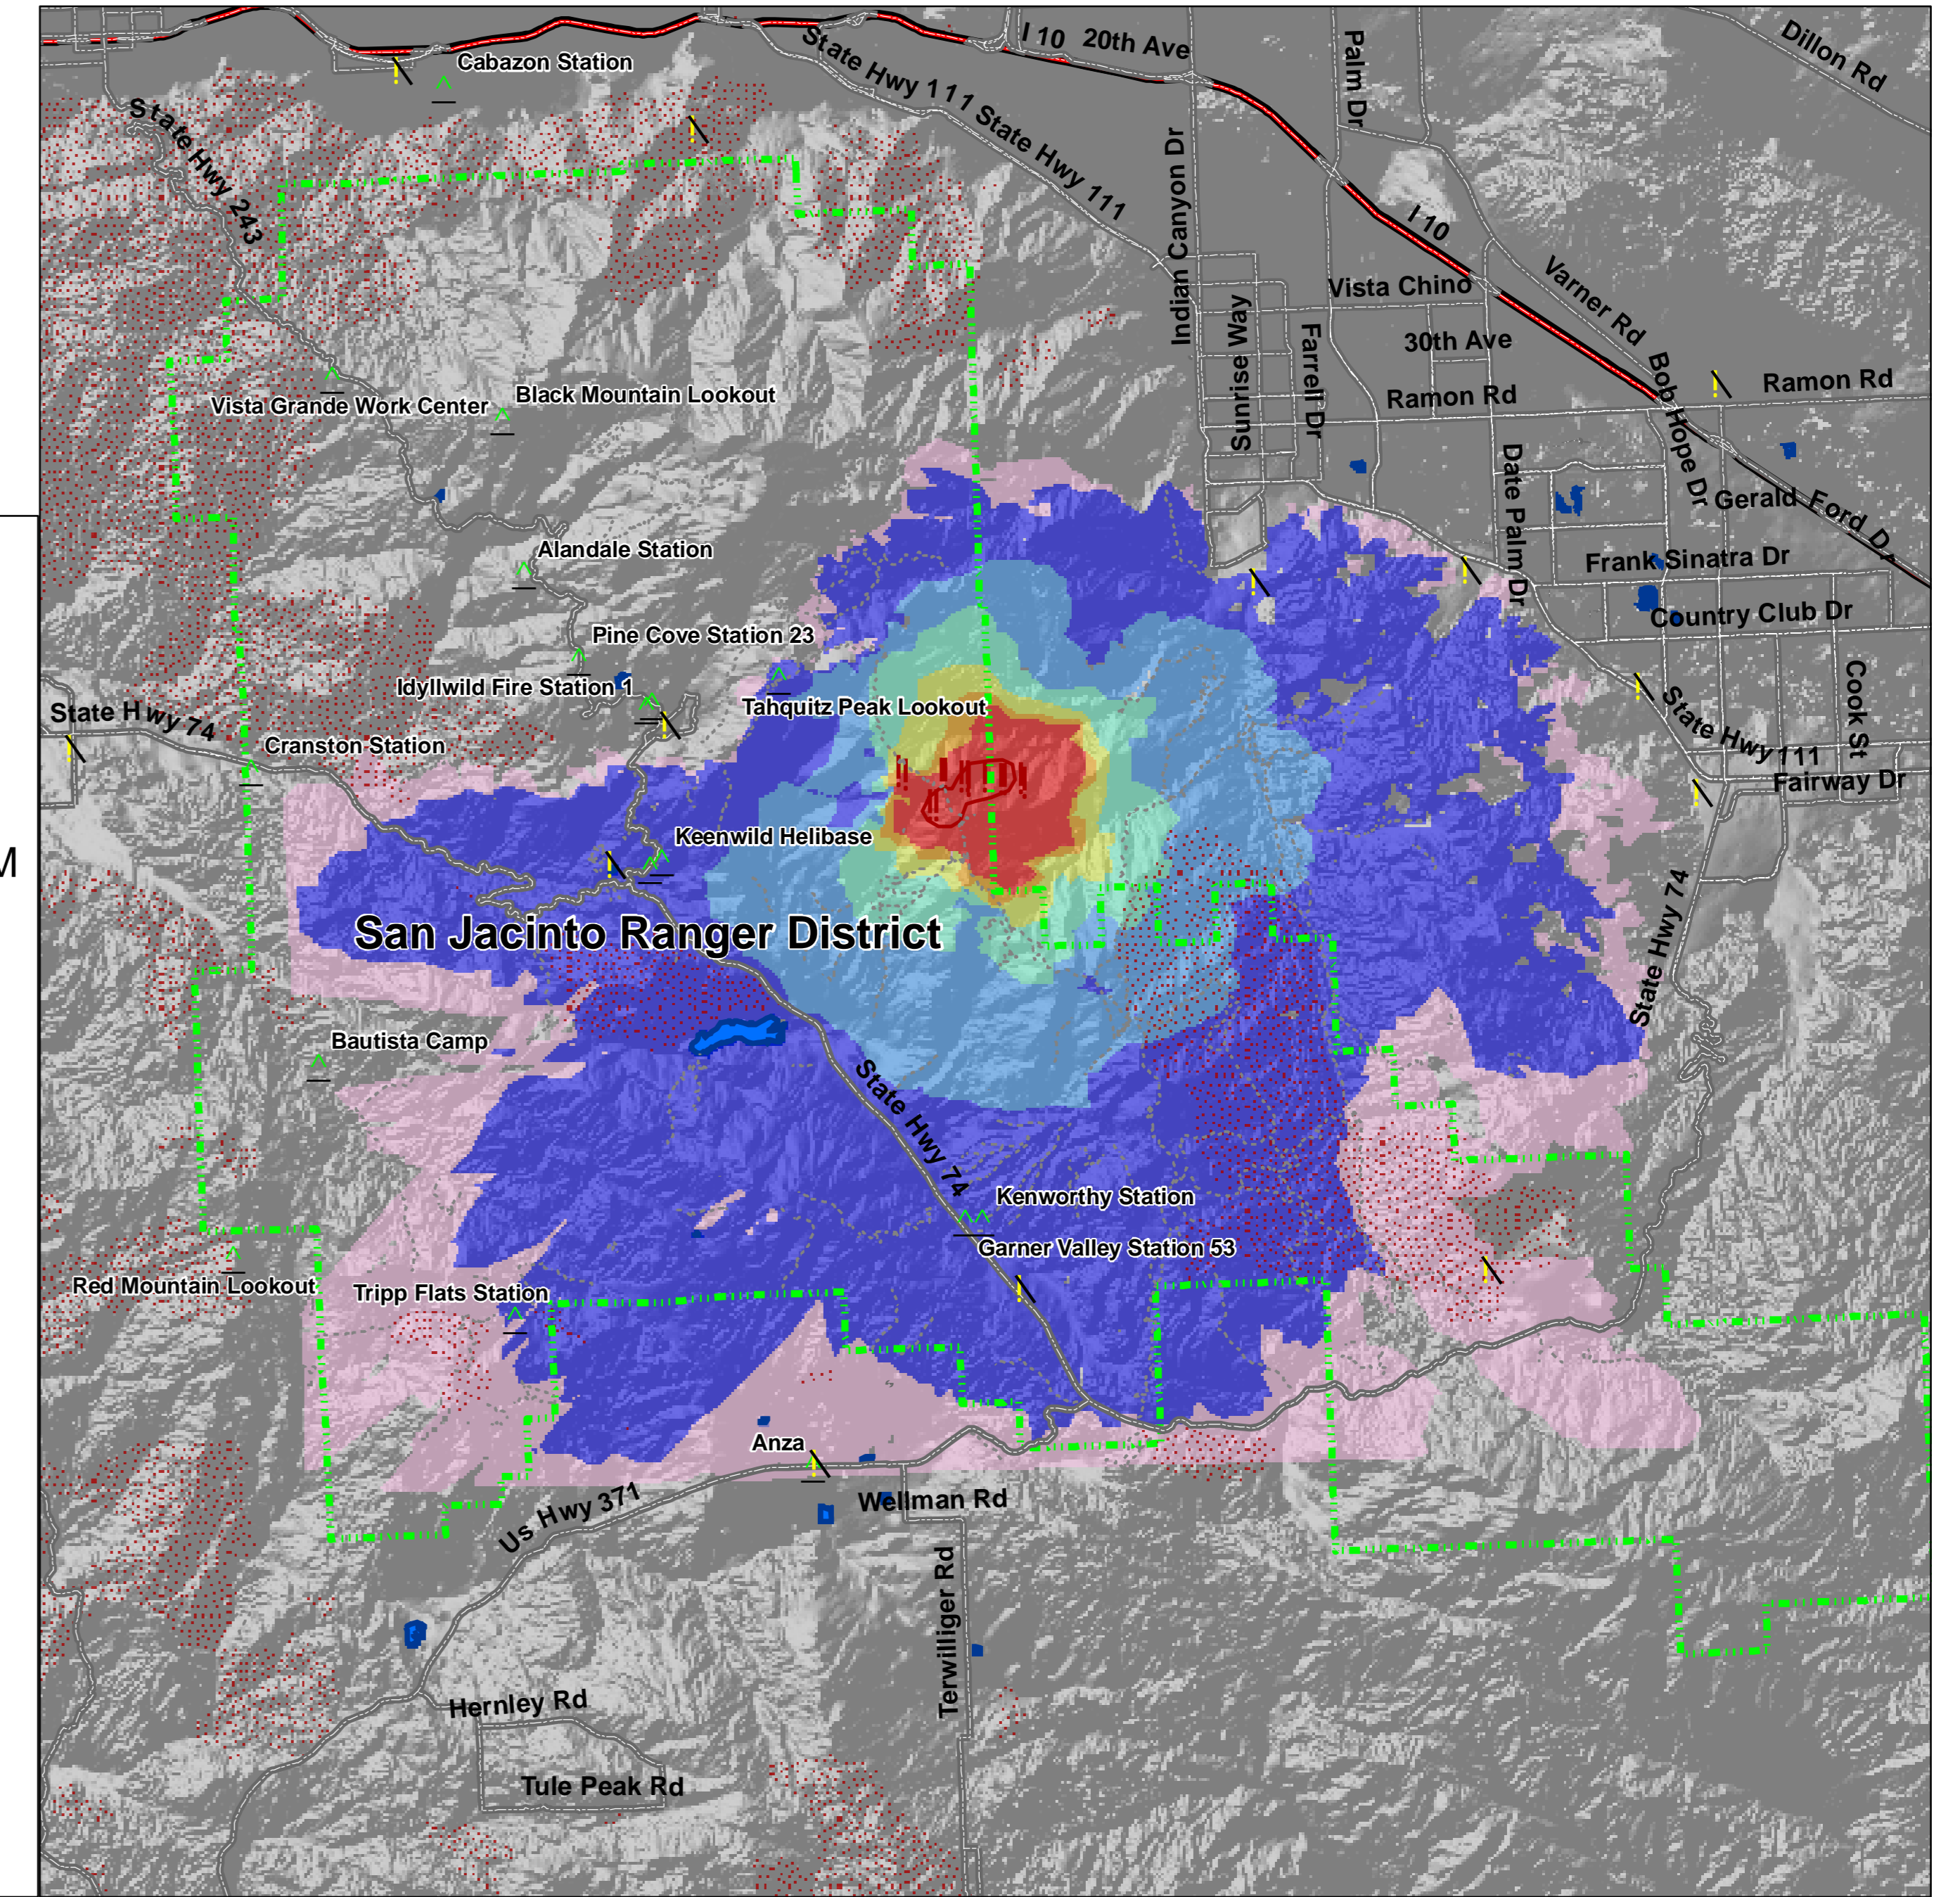 Cabazon Station
State Hwy 111
State Hwy 111
I 10
20th Ave
Palm Dr
Dillon Rd
State Hwy 243
Indian Canyon Dr
I 10
Vista Chino
Varner Rd
30th Ave
Sunrise Way
Farrell Dr
Bob Hope Dr
Ramon Rd
Ramon Rd
Vista Grande Work Center
Black Mountain Lookout
Date Palm Dr
Gerald Ford D
Alandale Station
Frank Sinatra Dr
Country Club Dr
Pine Cove Station 23
Idyllwild Fire Station 1
Tahquitz Peak Lookout
State Hwy 74
Cranston Station
Cook St
State Hwy 111
Fairway Dr
M
Keenwild Helibase
San Jacinto Ranger District
State Hwy 74
Bautista Camp
State Hwy 74
Kenworthy Station
Garner Valley Station 53
Red Mountain Lookout
Tripp Flats Station
Anza
Us Hwy 371
Wellman Rd
Terwilliger Rd
Hernley Rd
Tule Peak Rd